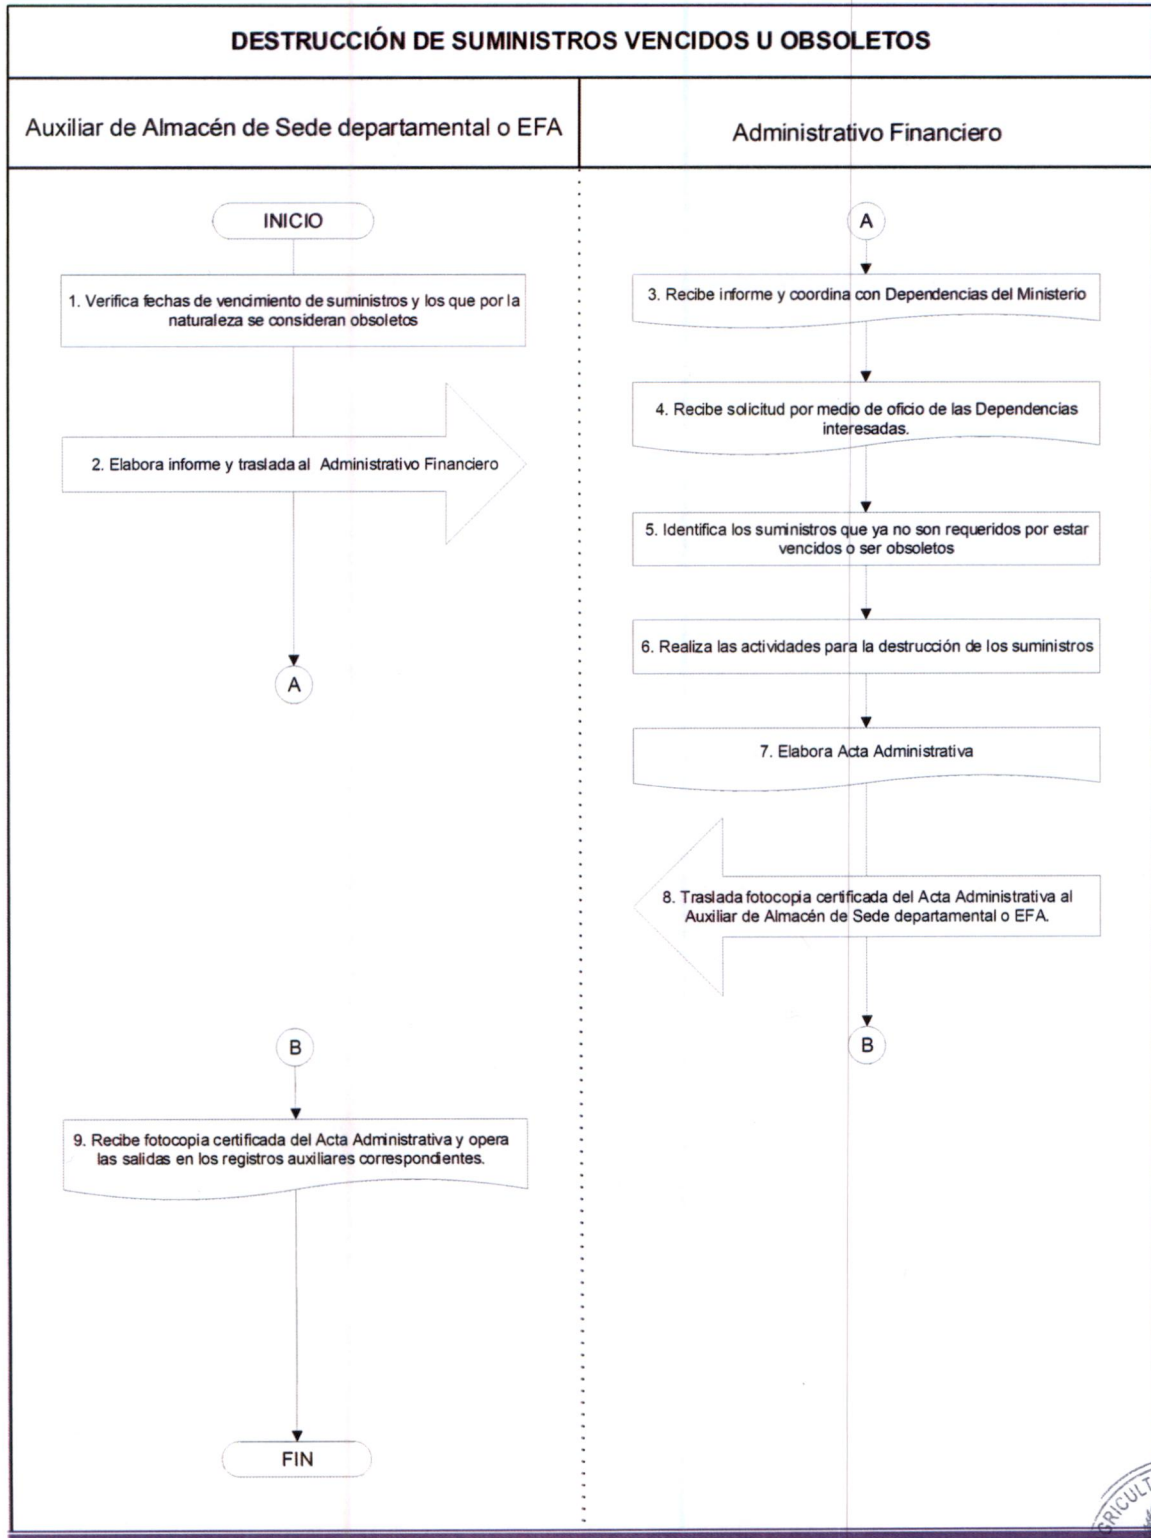 DESTRUCCIÓN DE SUMINISTROS VENCIDOS U OBSOLETOS
Auxiliar de Almacén de Sede departamental o EFA
Administrativo Financiero
INICIO
1. Verifica fechas de vencimiento de suministros y los que por la
naturaleza se consideran obsoletos
2. Elabora informe y traslada al Administrativo Financiero
A
A
3. Recibe informe y coordina con Dependencias del Ministerio
4. Recibe solicitud por medio de oficio de las Dependencias
interesadas.
5. Identifica los suministros que ya no son requeridos por estar
vencidos o ser obsoletos
6. Realiza las actividades para la destrucción de los suministros
7. Elabora Acta Administrativa
8. Traslada fotocopia certificada del Acta Administrativa al
Auxiliar de Almacén de Sede departamental o EFA.
B
B
9. Recibe fotocopia certificada del Acta Administrativa y opera
las salidas en los registros auxiliares correspondientes.
FIN